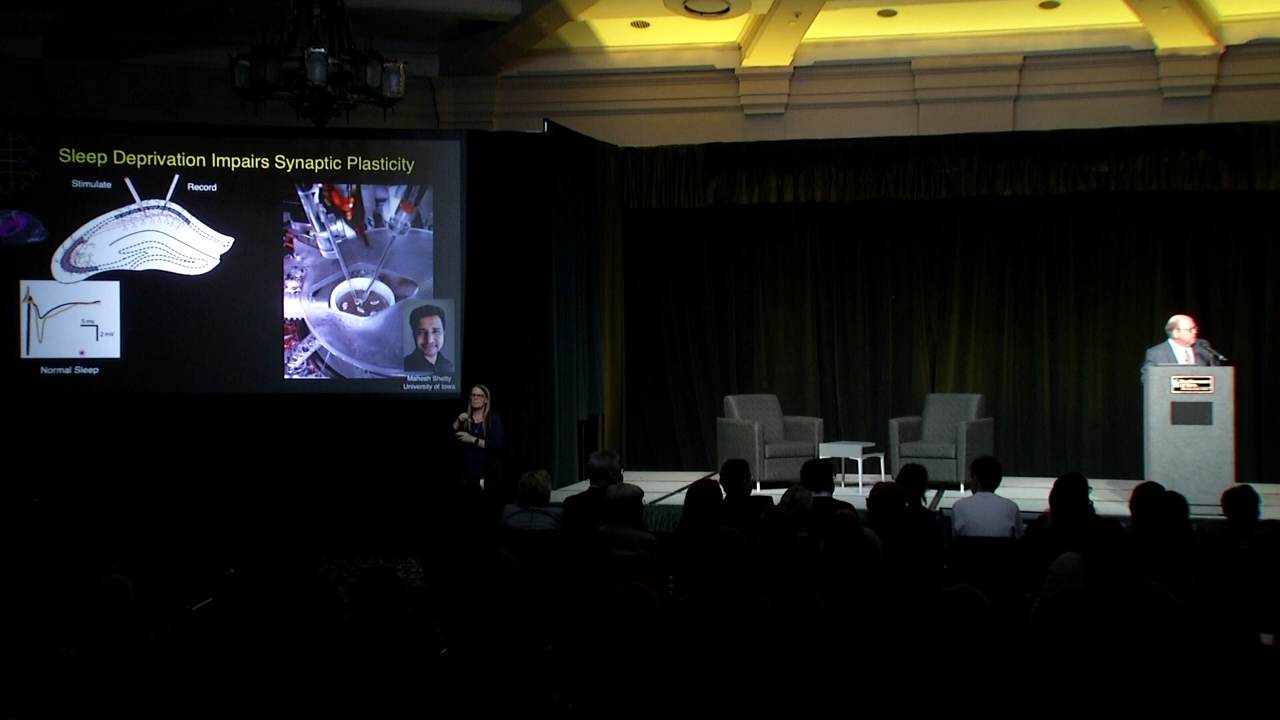 Sleep Deprivation Impairs Synaptic Plasticity
Stimulate
Record
5 ms
2 mV
Normal Sleep
Mahesh Shetty
University of Iowa